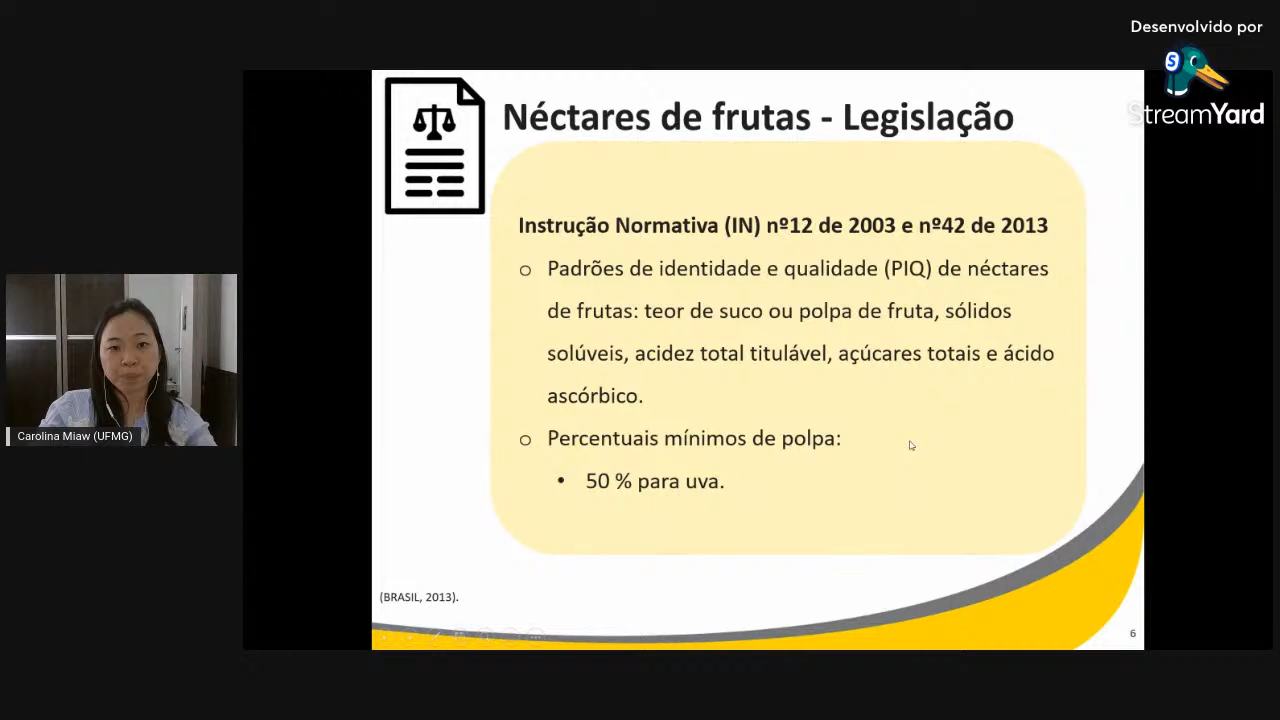 Desenvolvido por
StreamYard
Néctares de frutas - Legislação
Instrução Normativa (IN) nº12 de 2003 e nº42 de 2013
o Padrões de identidade e qualidade (PIQ) de néctares
de frutas: teor de suco ou polpa de fruta, sólidos
solúveis, acidez total titulável, açúcares totais e ácido
ascórbico.
o Percentuais mínimos de polpa:
• 50 % para uva.
Carolina Miaw (UFMG)
(BRASIL, 2013).
6